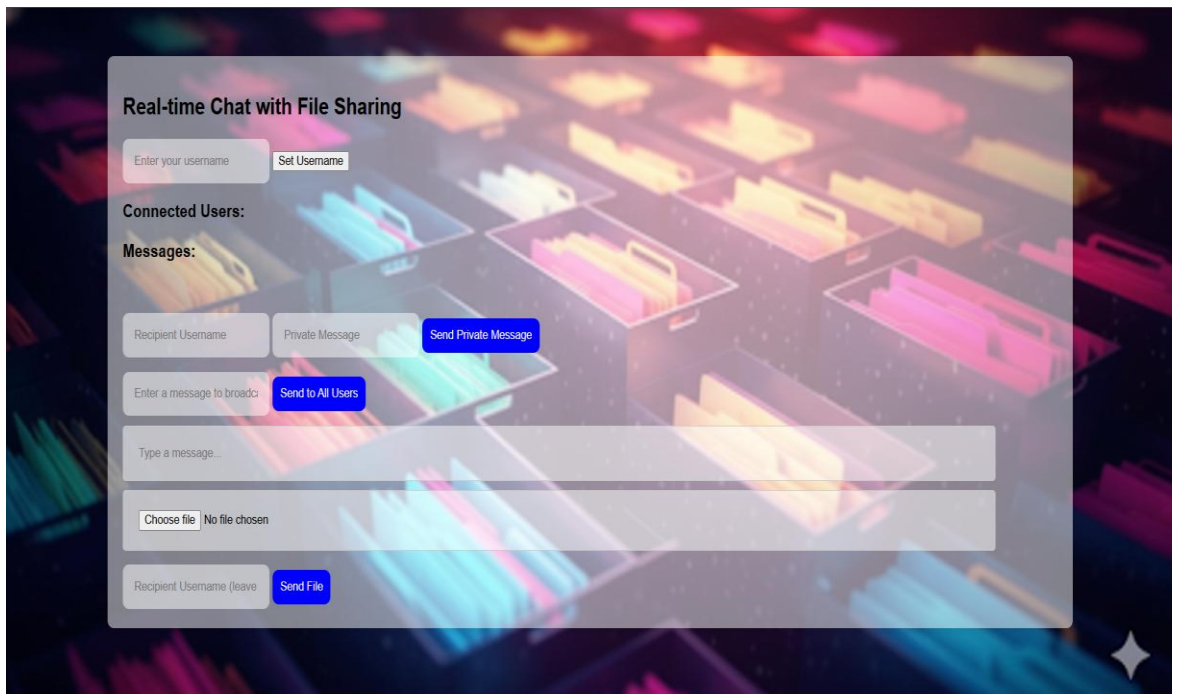 Real-time Chat with File Sharing
Enter your username Set Username
Connected Users:
Messages:
Recipient Username Private Message Send Private Message
Enter a message to broadc Send to All Users
Type a message...
Choose file No file chosen
Recipient Username (leave Send File